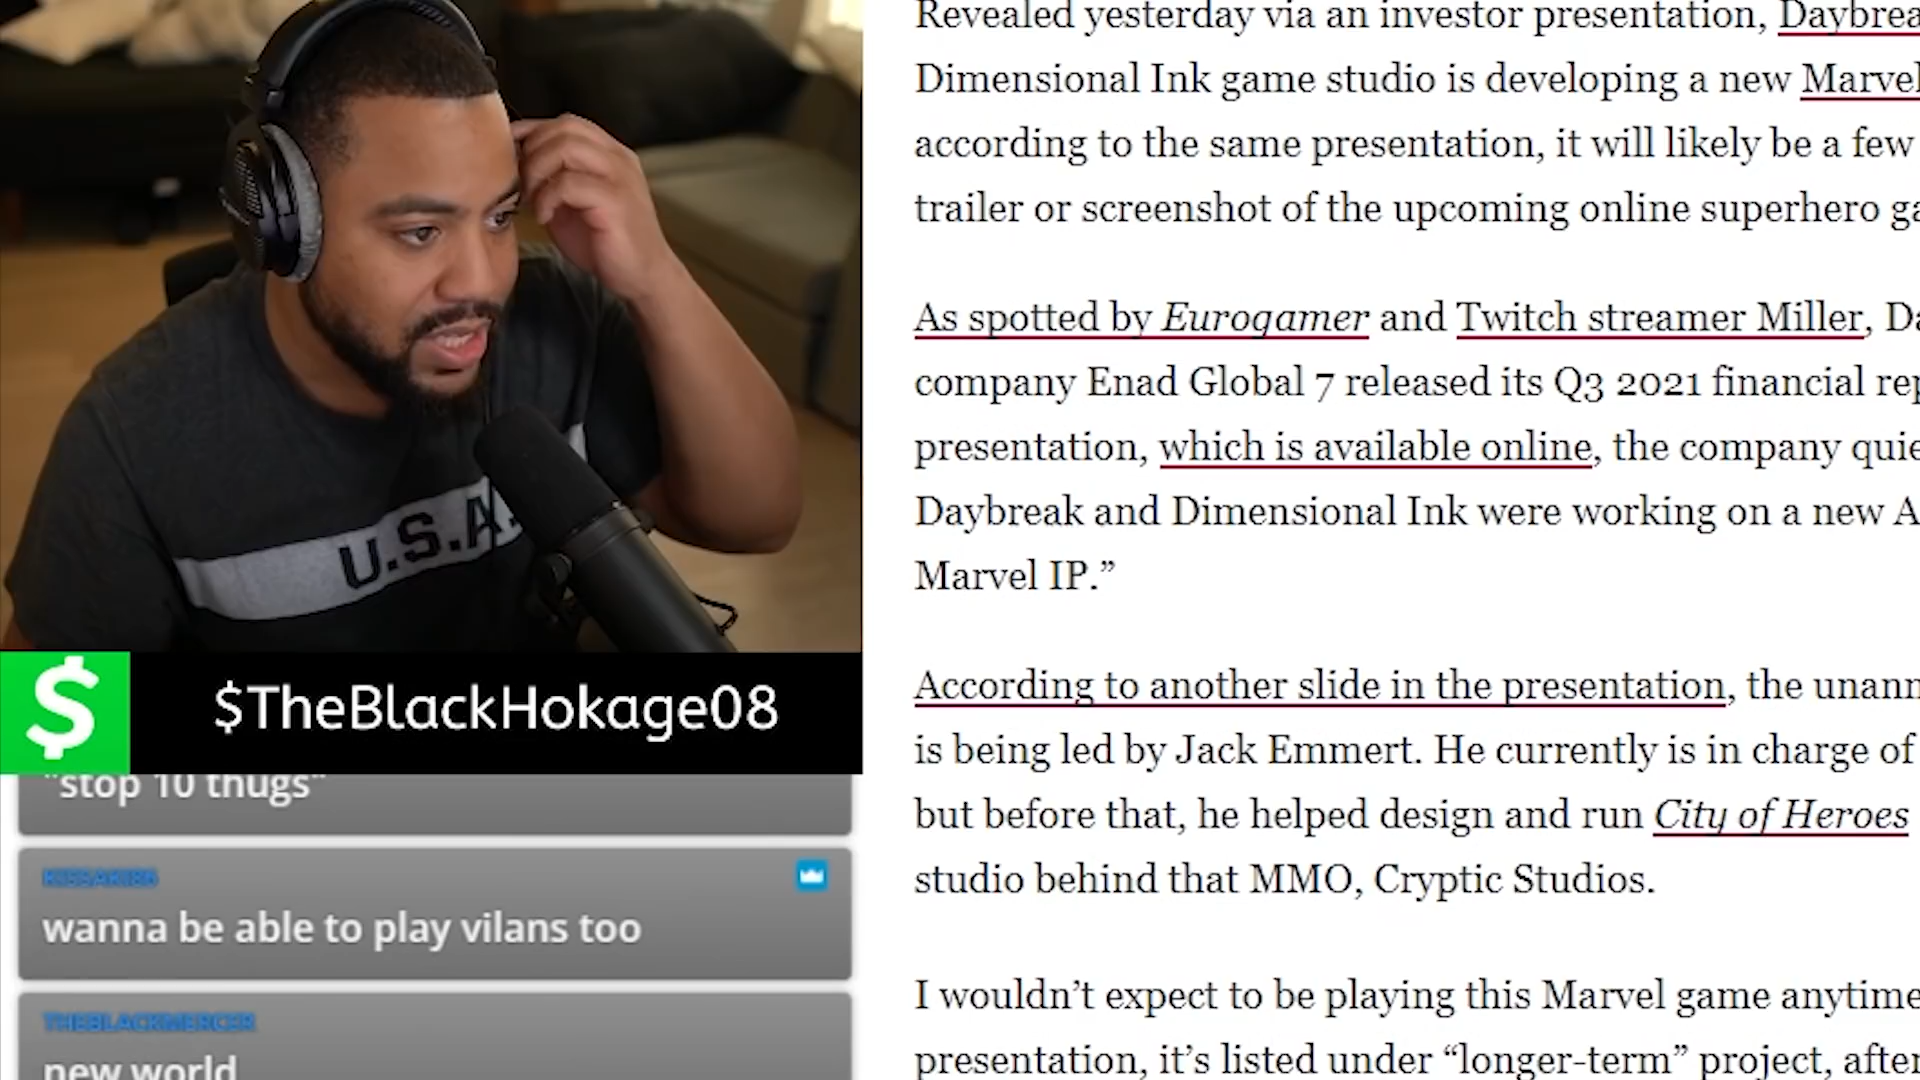 U.S.A.
$
$TheBlackHokage08
"stop 10 thugs"
KISSAKI86
wanna be able to play vilans too
THEBLACKMERCER
new world
Revealed yesterday via an investor presentation, Daybrea
Dimensional Ink game studio is developing a new Marvel
according to the same presentation, it will likely be a few
trailer or screenshot of the upcoming online superhero ga
As spotted by Eurogamer and Twitch streamer Miller, Da
company Enad Global 7 released its Q3 2021 financial rep
presentation, which is available online, the company quie
Daybreak and Dimensional Ink were working on a new A
Marvel IP.”
According to another slide in the presentation, the unann
is being led by Jack Emmert. He currently is in charge of
but before that, he helped design and run City of Heroes
studio behind that MMO, Cryptic Studios.
I wouldn’t expect to be playing this Marvel game anytime
presentation, it’s listed under “longer-term” project, after